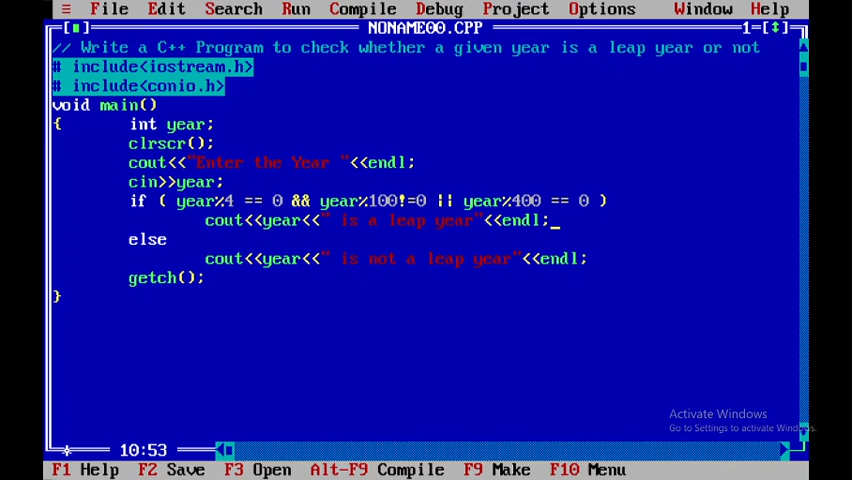 ≡ File Edit Search Run Compile Debug Project Options Window Help
[■] NONAME00.CPP 1=[↕]
// Write a C++ Program to check whether a given year is a leap year or not
# include<iostream.h>
# include<conio.h>
void main()
{ int year;
clrscr();
cout<<"Enter the Year "<<endl;
cin>>year;
if ( year%4 == 0 && year%100!=0 || year%400 == 0 )
cout<<year<<" is a leap year"<<endl;
else
cout<<year<<" is not a leap year"<<endl;
getch();
}
Activate Windows
Go to Settings to activate Windows.
10:53
F1 Help F2 Save F3 Open Alt-F9 Compile F9 Make F10 Menu